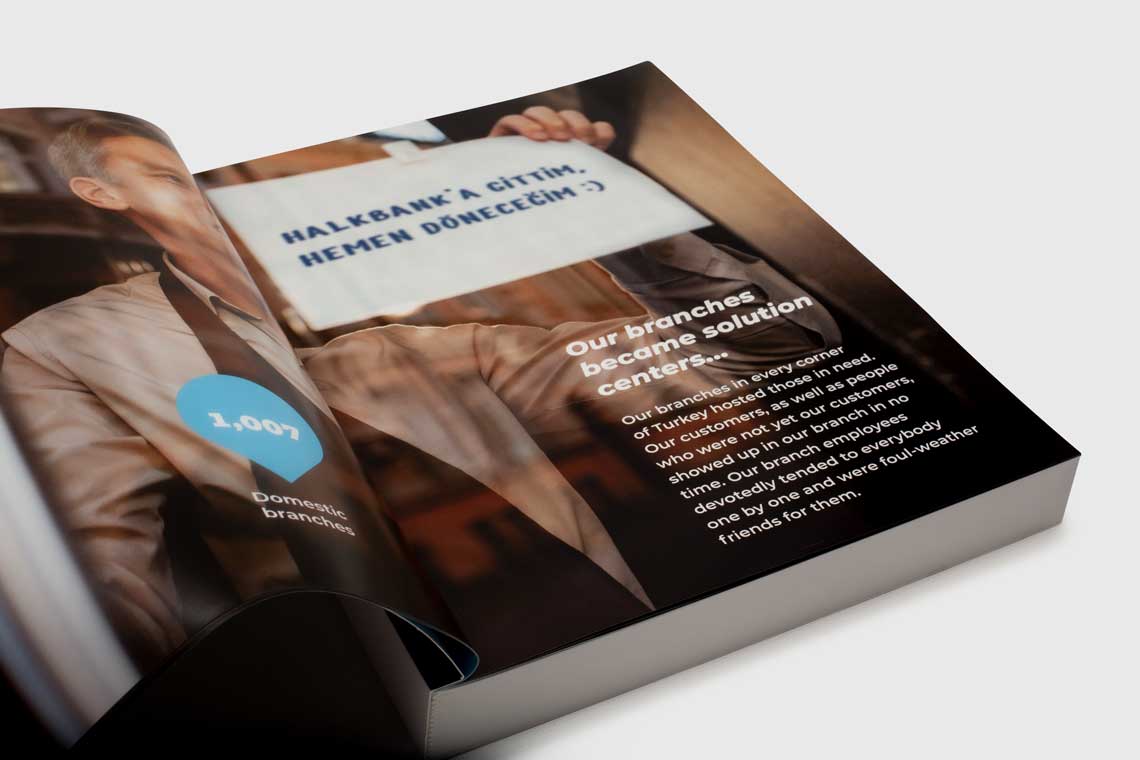 HALKBANK'A GİTTİM,
HEMEN DÖNECEĞİM :)
1,007
Domestic
branches
Our branches
became solution
centers...
Our branches in every corner
of Turkey hosted those in need.
Our customers, as well as people
who were not yet our customers,
showed up in our branch in no
time. Our branch employees
devotedly tended to everybody
one by one and were foul-weather
friends for them.